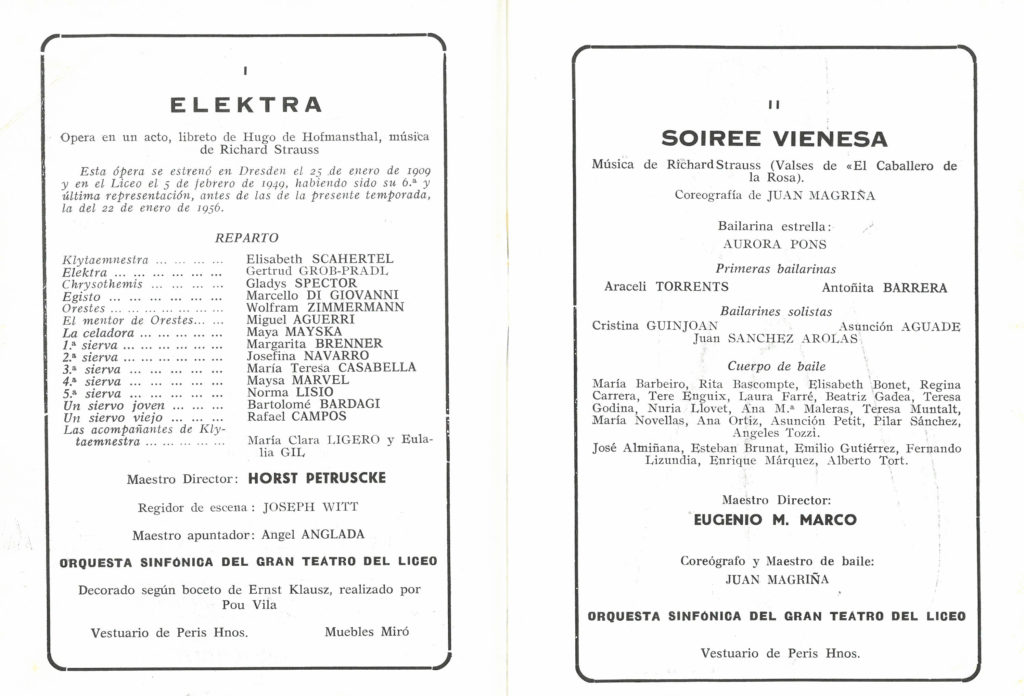 I
ELEKTRA
Opera en un acto, libreto de Hugo de Hofmansthal, música
de Richard Strauss
Esta ópera se estrenó en Dresden el 25 de enero de 1909
y en el Liceo el 5 de febrero de 1949, habiendo sido su 6.ª y
última representación, antes de las de la presente temporada,
la del 22 de enero de 1956.
REPARTO
Klytaemnestra ... ... ... ... Elisabeth SCAHERTEL
Elektra ... ... ... ... ... ... Gertrud GROB-PRADL
Chrysothemis ... ... ... ... Gladys SPECTOR
Egisto ... ... ... ... ... ... Marcello DI GIOVANNI
Orestes ... ... ... ... ... ... Wolfram ZIMMERMANN
El mentor de Orestes... ... Miguel AGUERRI
La celadora ... ... ... ... ... Maya MAYSKA
1.ª sierva ... ... ... ... ... Margarita BRENNER
2.ª sierva ... ... ... ... ... Josefina NAVARRO
3.ª sierva ... ... ... ... ... María Teresa CASABELLA
4.ª sierva ... ... ... ... ... Maysa MARVEL
5.ª sierva ... ... ... ... ... Norma LISIO
Un siervo joven ... ... ... Bartolomé BARDAGI
Un siervo viejo ... ... ... Rafael CAMPOS
Las acompañantes de Kly-
taemnestra ... ... ... ... María Clara LIGERO y Eula-
lia GIL
Maestro Director: HORST PETRUSCKE
Regidor de escena: JOSEPH WITT
Maestro apuntador: Angel ANGLADA
ORQUESTA SINFÓNICA DEL GRAN TEATRO DEL LICEO
Decorado según boceto de Ernst Klausz, realizado por
Pou Vila
Vestuario de Peris Hnos. Muebles Miró
II
SOIREE VIENESA
Música de Richard Strauss (Valses de «El Caballero de
la Rosa).
Coreografía de JUAN MAGRIÑA
Bailarina estrella:
AURORA PONS
Primeras bailarinas
Araceli TORRENTS Antoñita BARRERA
Bailarines solistas
Cristina GUINJOAN Asunción AGUADE
Juan SANCHEZ AROLAS
Cuerpo de baile
María Barbeiro, Rita Bascompte, Elisabeth Bonet, Regina
Carrera, Tere Enguix, Laura Farré, Beatriz Gadea, Teresa
Godina, Nuria Llovet, Ana M.ª Maleras, Teresa Muntalt,
María Novellas, Ana Ortiz, Asunción Petit, Pilar Sánchez,
Angeles Tozzi.
José Almiñana, Esteban Brunat, Emilio Gutiérrez, Fernando
Lizundia, Enrique Márquez, Alberto Tort.
Maestro Director:
EUGENIO M. MARCO
Coreógrafo y Maestro de baile:
JUAN MAGRIÑA
ORQUESTA SINFÓNICA DEL GRAN TEATRO DEL LICEO
Vestuario de Peris Hnos.